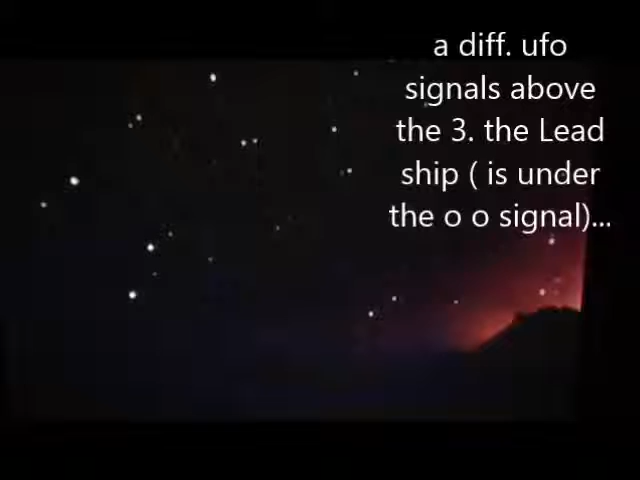 a diff. ufo
signals above
the 3. the Lead
ship ( is under
the o o signal)...